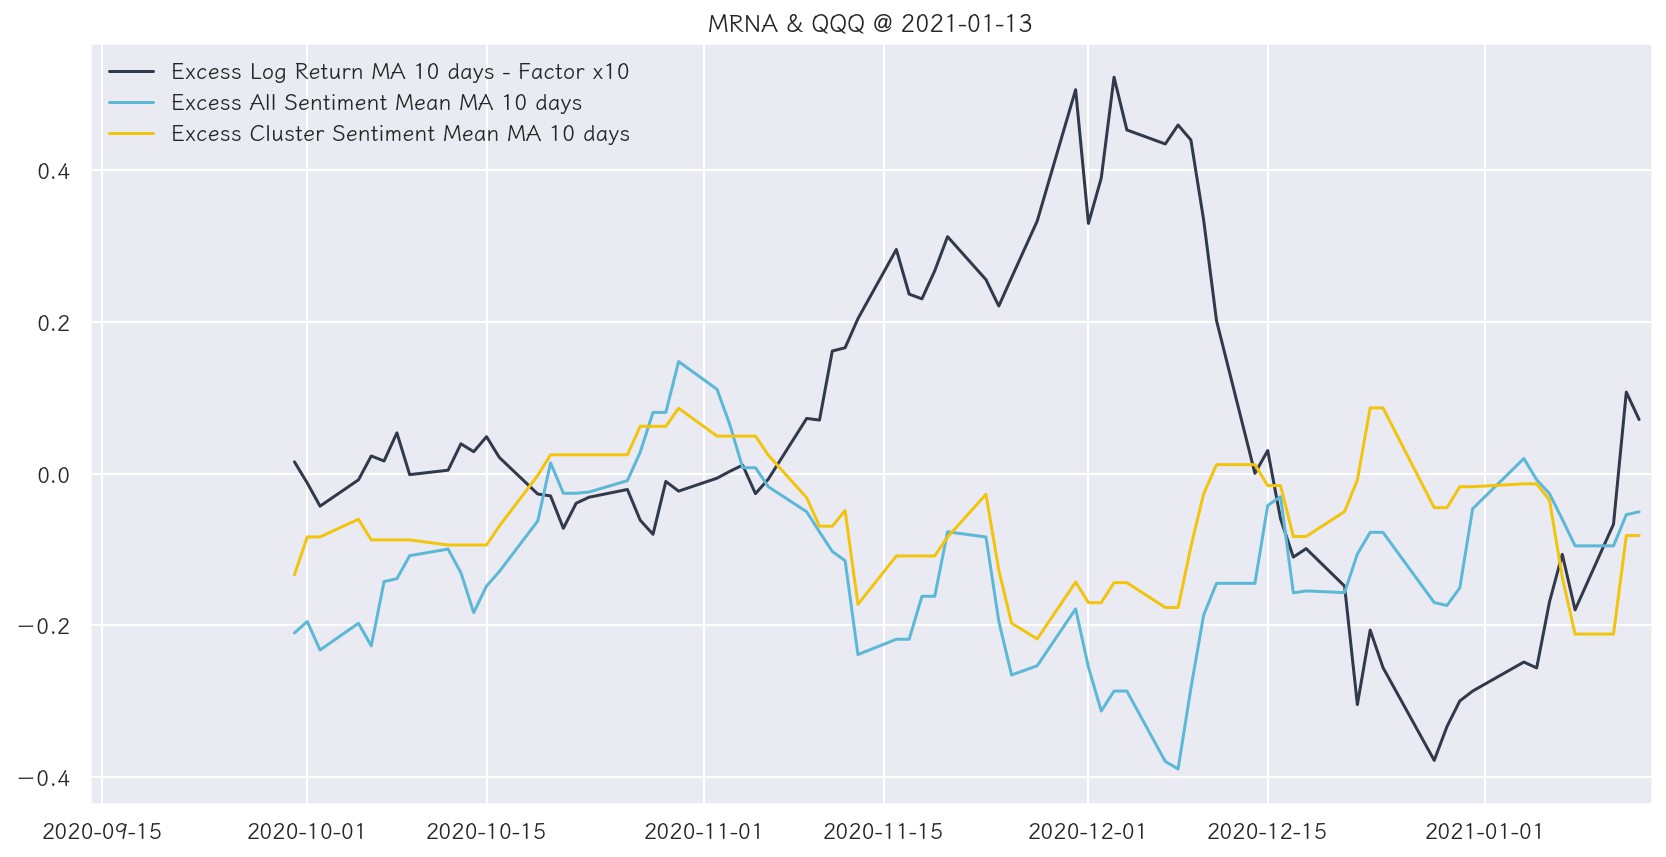 MRNA & QQQ @ 2021-01-13
Excess Log Return MA 10 days - Factor x10
Excess All Sentiment Mean MA 10 days
Excess Cluster Sentiment Mean MA 10 days
0.4
0.2
0.0
−0.2
−0.4
2020-09-15 2020-10-01 2020-10-15 2020-11-01 2020-11-15 2020-12-01 2020-12-15 2021-01-01